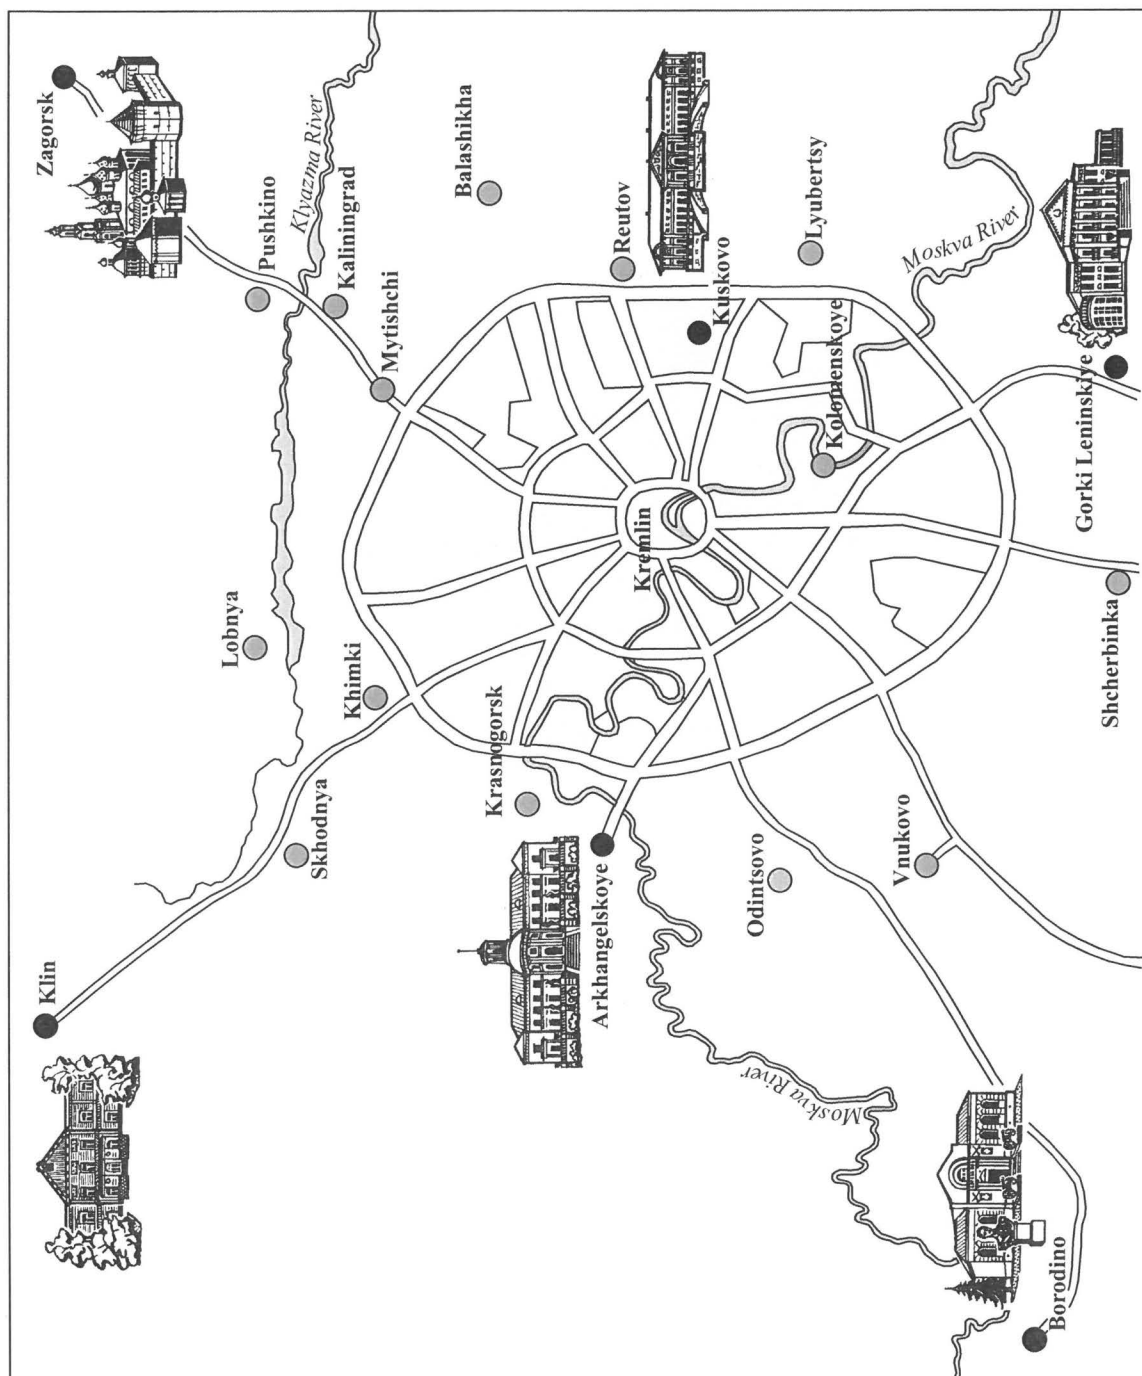 Zagorsk
Klyazma River
Pushkino
Kaliningrad
Mytishchi
Balashikha
Reutov
Kuskovo
Lyubertsy
Moskva River
Kolomenskoye
Gorki Leninskiye
Kremlin
Lobnya
Khimki
Shcherbinka
Krasnogorsk
Skhodnya
Arkhangelskoye
Odintsovo
Vnukovo
Klin
Moskva River
Borodino